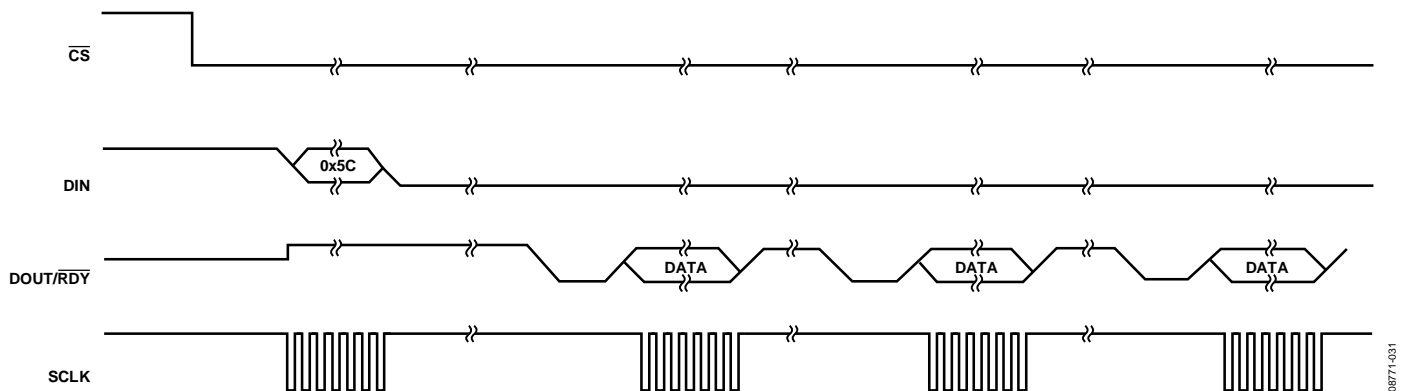 CS
DIN
0x5C
DOUT/RDY
DATA
DATA
DATA
SCLK
08771-031